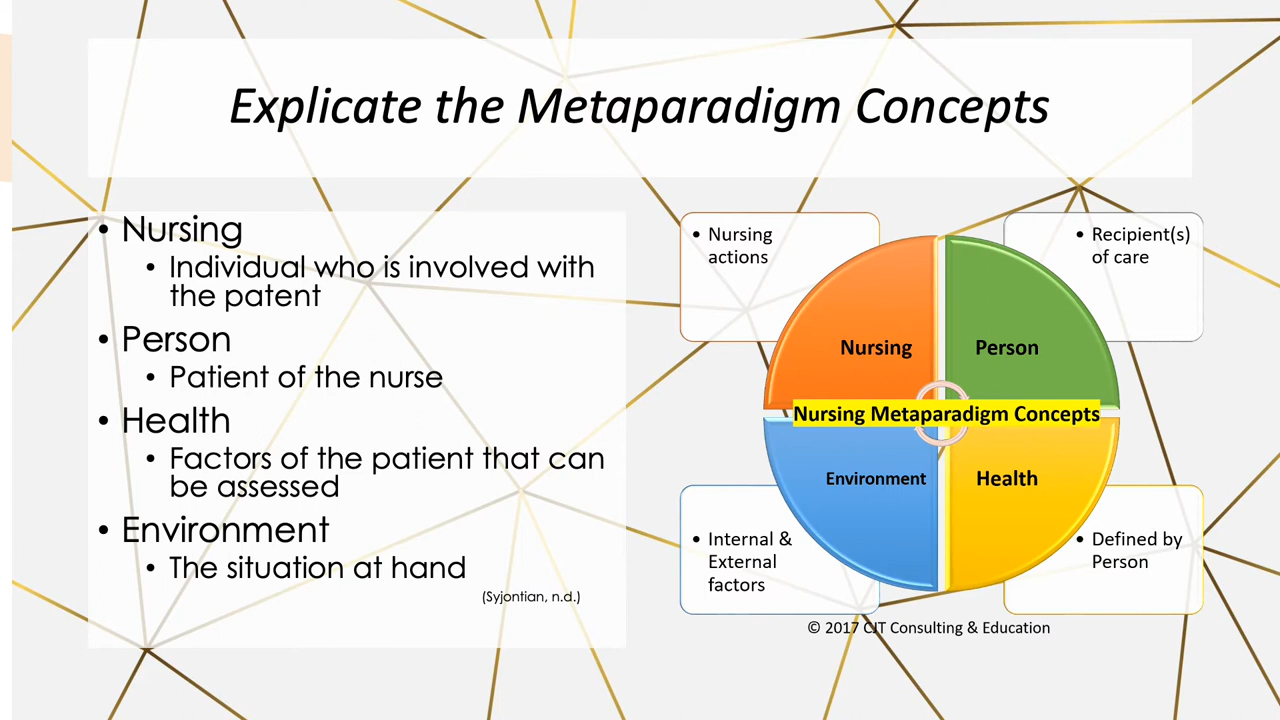 Explicate the Metaparadigm Concepts
• Nursing
• Individual who is involved with
the patent
• Person
• Patient of the nurse
• Health
• Factors of the patient that can
be assessed
• Environment
• The situation at hand
(Syjontian, n.d.)
• Nursing
actions
• Recipient(s)
of care
Nursing
Person
Nursing Metaparadigm Concepts
Environment
Health
• Internal &
External
factors
• Defined by
Person
© 2017 CJT Consulting & Education